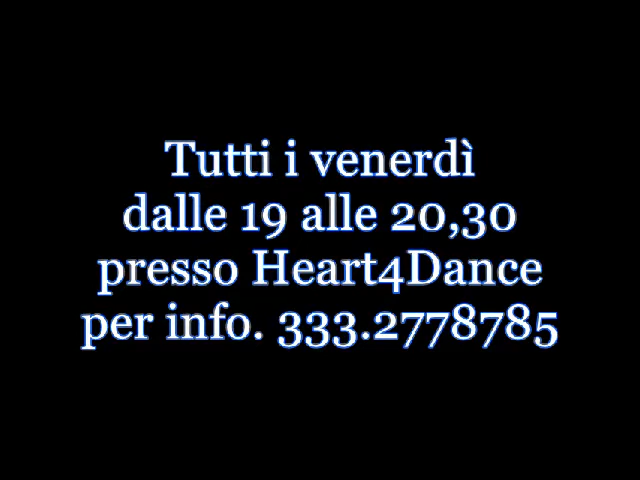 Tutti i venerdì
dalle 19 alle 20,30
presso Heart4Dance
per info. 333.2778785